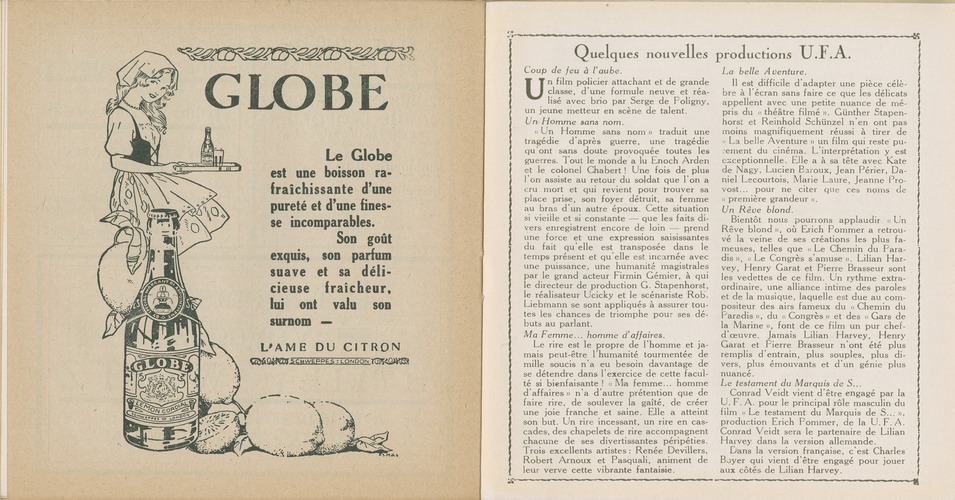 GLOBE
Le Globe
est une boisson ra-
fraîchissante d'une
pureté et d'une fines-
se incomparables.
Son goût
exquis, son parfum
suave et sa déli-
cieuse fraîcheur,
lui ont valu son
surnom —
L'AME DU CITRON
SCHWEPPES-LONDON
GLOBE
LEMON CORDIAL
Quelques nouvelles productions U.F.A.
Coup de feu à l'aube.
Un film policier attachant et de grande
classe, d'une formule neuve et réa-
lisé avec brio par Serge de Foligny,
un jeune metteur en scène de talent.
Un Homme sans nom.
« Un Homme sans nom » traduit une
tragédie d'après guerre, une tragédie
qu'ont sans doute provoquée toutes les
guerres. Tout le monde a lu Enoch Arden
et le colonel Chabert ! Une fois de plus
l'on assiste au retour du soldat que l'on a
cru mort et qui revient pour trouver sa
place prise, son foyer détruit, sa femme
au bras d'un autre époux. Cette situation
si vieille et si constante — que les faits di-
vers enregistrent encore de loin — prend
une force et une expression saisissantes
du fait qu'elle est transposée dans le
temps présent et qu'elle est incarnée avec
une puissance, une humanité magistrales
par le grand acteur Firmin Gémier, à qui
le directeur de production G. Stapenhorst,
le réalisateur Ucicky et le scénariste Rob.
Liebmann se sont appliqués à assurer tou-
tes les chances de triomphe pour ses dé-
buts au parlant.
Ma Femme... homme d'affaires.
Le rire est le propre de l'homme et ja-
mais peut-être l'humanité tourmentée de
mille soucis n'a eu besoin davantage de
se détendre dans l'exercice de cette facul-
té si bienfaisante ! « Ma femme... homme
d'affaires » n'a d'autre prétention que de
faire rire, de soulever la gaîté, de créer
une joie franche et saine. Elle a atteint
son but. Un rire incessant, un rire en cas-
cades, des chapelets de rire accompagnent
chacune de ses divertissantes péripéties.
Trois excellents artistes : Renée Devillers,
Robert Arnoux et Pasquali, animent de
leur verve cette vibrante fantaisie.
La belle Aventure.
Il est difficile d'adapter une pièce célè-
bre à l'écran sans faire ce que les délicats
appellent avec une petite nuance de mé-
pris du « théâtre filmé ». Günther Stapen-
horst et Reinhold Schünzel n'en ont pas
moins magnifiquement réussi à tirer de
« La belle Aventure » un film qui reste pu-
rement du cinéma. L'interprétation y est
exceptionnelle. Elle a à sa tête avec Kate
de Nagy, Lucien Baroux, Jean Périer, Da-
niel Lecourtois, Marie Laure, Jeanne Pro-
vost... pour ne citer que ces noms de
« première grandeur ».
Un Rêve blond.
Bientôt nous pourrons applaudir « Un
Rêve blond », où Erich Pommer a retrou-
vé la veine de ses créations les plus fa-
meuses, telles que « Le Chemin du Para-
dis », « Le Congrès s'amuse ». Lilian Har-
vey, Henry Garat et Pierre Brasseur sont
les vedettes de ce film. Un rythme extra-
ordinaire, une alliance intime des paroles
et de la musique, laquelle est due au com-
positeur des airs fameux du « Chemin du
Paradis », du « Congrès » et des « Gars de
la Marine », font de ce film un pur chef-
d'œuvre. Jamais Lilian Harvey, Henry
Garat et Pierre Brasseur n'ont été plus
remplis d'entrain, plus souples, plus di-
vers, plus émouvants et d'un génie plus
nuancé.
Le testament du Marquis de S...
Conrad Veidt vient d'être engagé par la
U. F. A. pour le principal rôle masculin du
film « Le testament du Marquis de S... »,
production Erich Pommer, de la U. F. A.
Conrad Veidt sera le partenaire de Lilian
Harvey dans la version allemande.
Dans la version française, c'est Charles
Boyer qui vient d'être engagé pour jouer
aux côtés de Lilian Harvey.